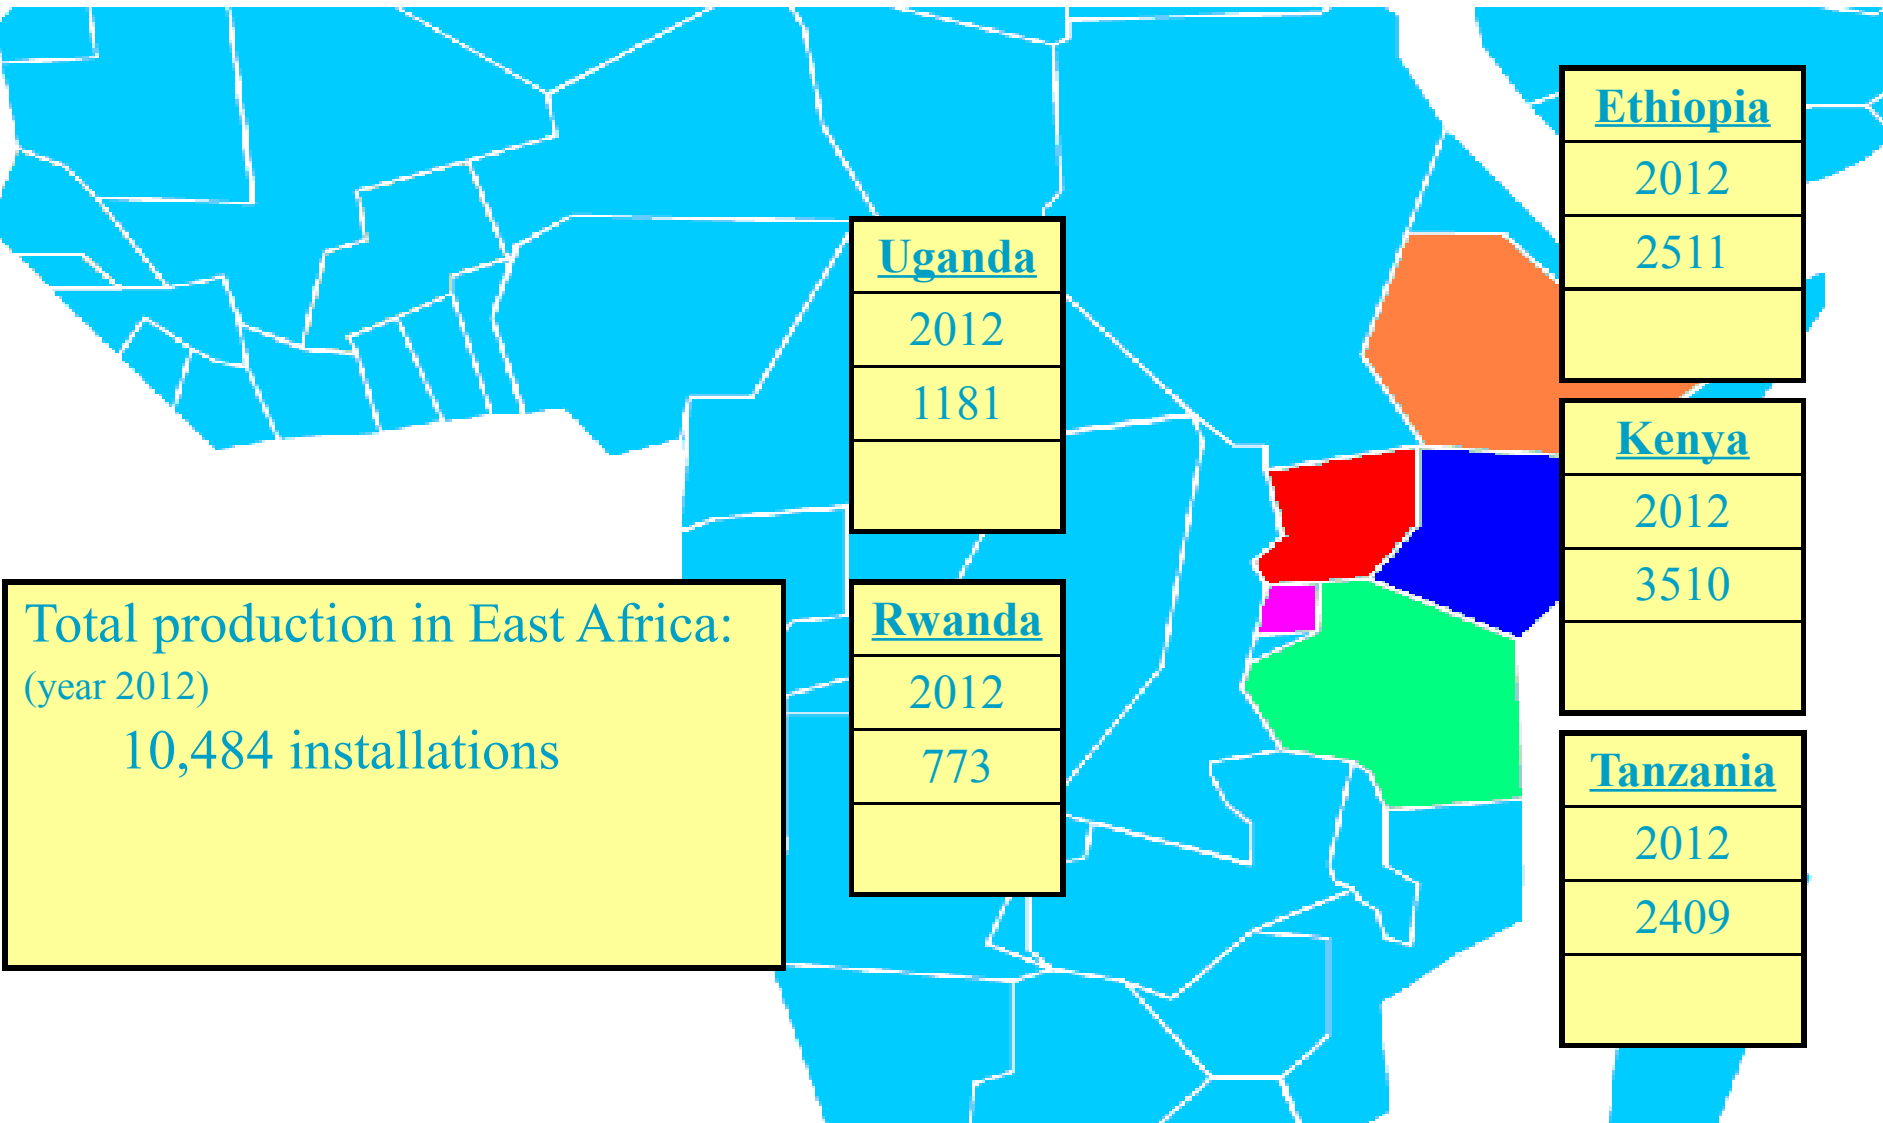 Ethiopia
2012
2511
Uganda
2012
1181
Kenya
2012
3510
Total production in East Africa:
(year 2012)
10,484 installations
Rwanda
2012
773
Tanzania
2012
2409